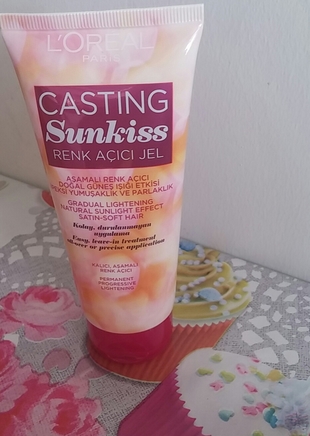 L'ORÉAL
PARIS
CASTING
Sunkiss
RENK AÇICI JEL
AŞAMALI RENK AÇICI
DOĞAL GÜNEŞ IŞIĞI ETKİSİ
İPEKSİ YUMUŞAKLIK VE PARLAKLIK
GRADUAL LIGHTENING
NATURAL SUNLIGHT EFFECT
SATIN-SOFT HAIR
Kolay, durulanmayan
uygulama
Easy, leave-in treatment
allover or precise application
KALICI, AŞAMALI
RENK AÇICI
PERMANENT
PROGRESSIVE
LIGHTENING